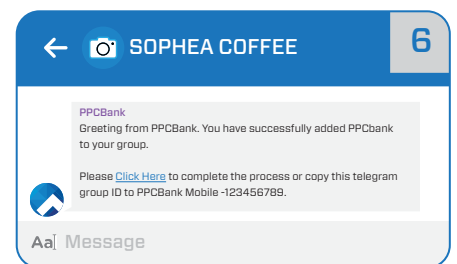 SOPHEA COFFEE
6
PPCBank
Greeting from PPCBank. You have successfully added PPCbank
to your group.
Please Click Here to complete the process or copy this telegram
group ID to PPCBank Mobile -123456789.
Aa Message